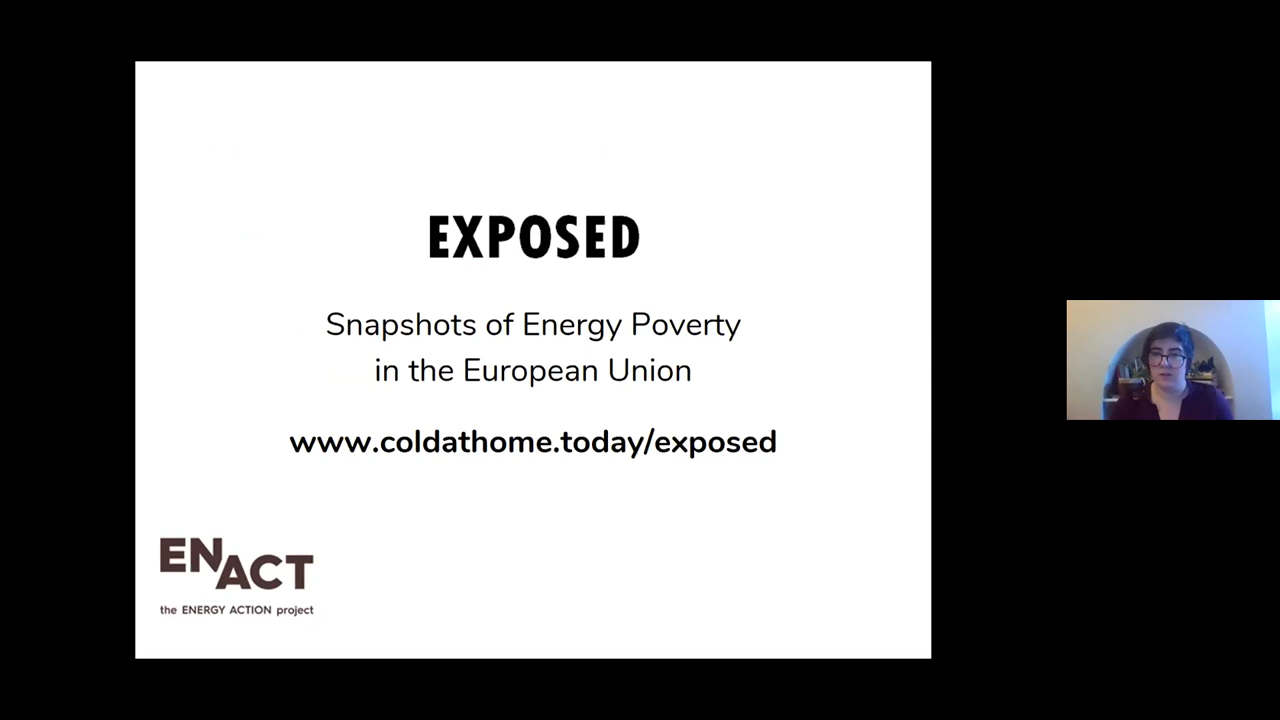 EXPOSED
Snapshots of Energy Poverty
in the European Union
www.coldathome.today/exposed
ENACT
the ENERGY ACTION project